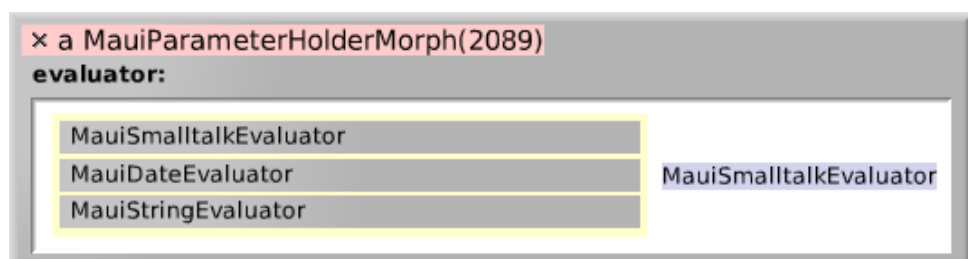 × a MauiParameterHolderMorph(2089)
evaluator:
MauiSmalltalkEvaluator
MauiDateEvaluator
MauiSmalltalkEvaluator
MauiStringEvaluator